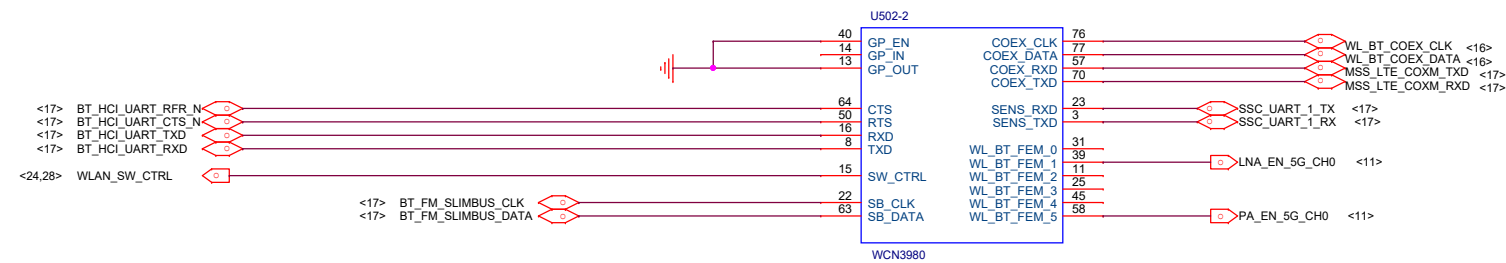 U502-2
40 GP_EN COEX_CLK 76 WL_BT_COEX_CLK <16>
14 GP_IN COEX_DATA 77 WL_BT_COEX_DATA <16>
13 GP_OUT COEX_RXD 57 MSS_LTE_COXM_TXD <17>
COEX_TXD 70 MSS_LTE_COXM_RXD <17>
<17> BT_HCI_UART_RFR_N 64 CTS SENS_RXD 23 SSC_UART_1_TX <17>
<17> BT_HCI_UART_CTS_N 50 RTS SENS_TXD 3 SSC_UART_1_RX <17>
<17> BT_HCI_UART_TXD 16 RXD
<17> BT_HCI_UART_RXD 8 TXD WL_BT_FEM_0 31
WL_BT_FEM_1 39 LNA_EN_5G_CH0 <11>
<24,28> WLAN_SW_CTRL 15 SW_CTRL WL_BT_FEM_2 11
WL_BT_FEM_3 25
<17> BT_FM_SLIMBUS_CLK 22 SB_CLK WL_BT_FEM_4 45
<17> BT_FM_SLIMBUS_DATA 63 SB_DATA WL_BT_FEM_5 58 PA_EN_5G_CH0 <11>
WCN3980